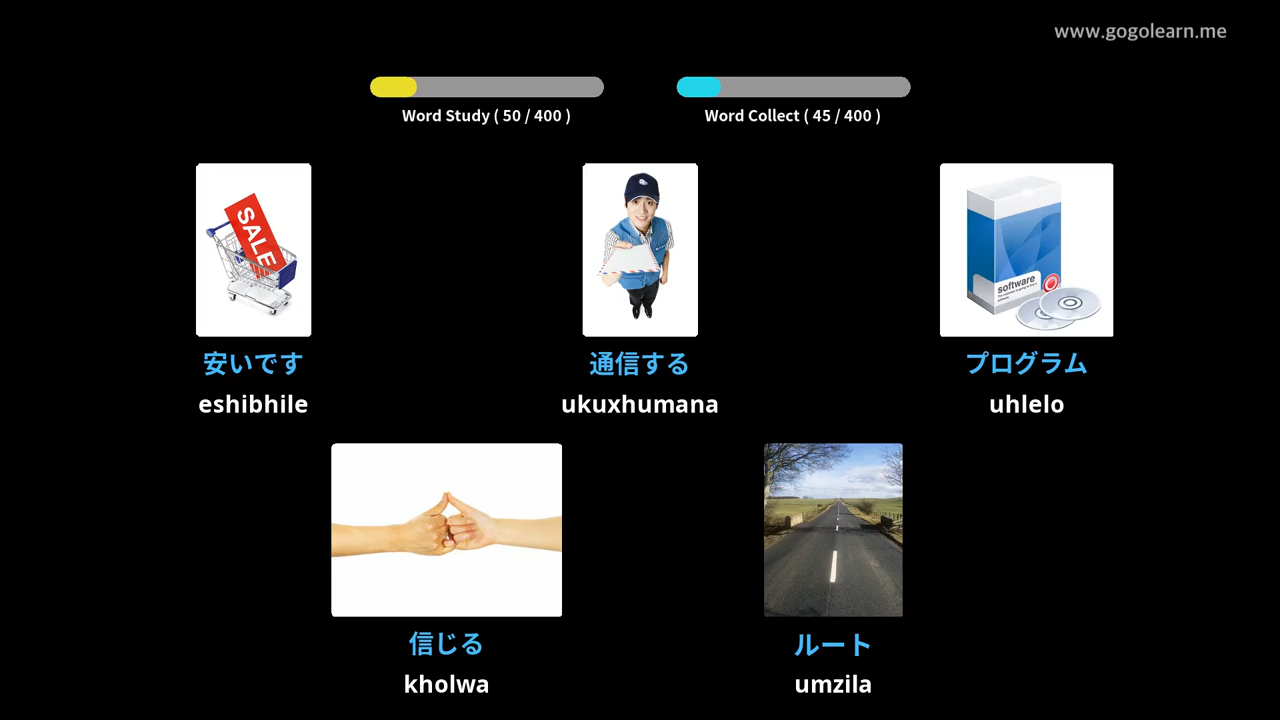 www.gogolearn.me
Word Study ( 50 / 400 )
Word Collect ( 45 / 400 )
SALE
software
安いです
通信する
プログラム
eshibhile
ukuxhumana
uhlelo
信じる
ルート
kholwa
umzila